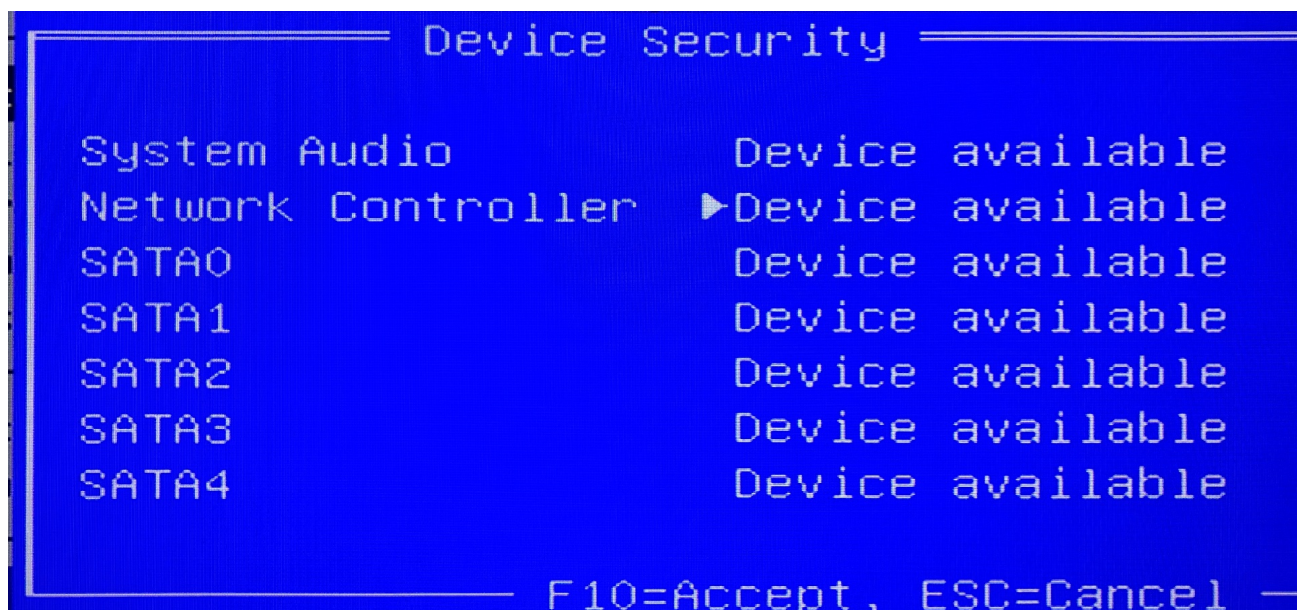 Device Security
System Audio Device available
Network Controller ▶Device available
SATA0 Device available
SATA1 Device available
SATA2 Device available
SATA3 Device available
SATA4 Device available
F10=Accept, ESC=Cancel